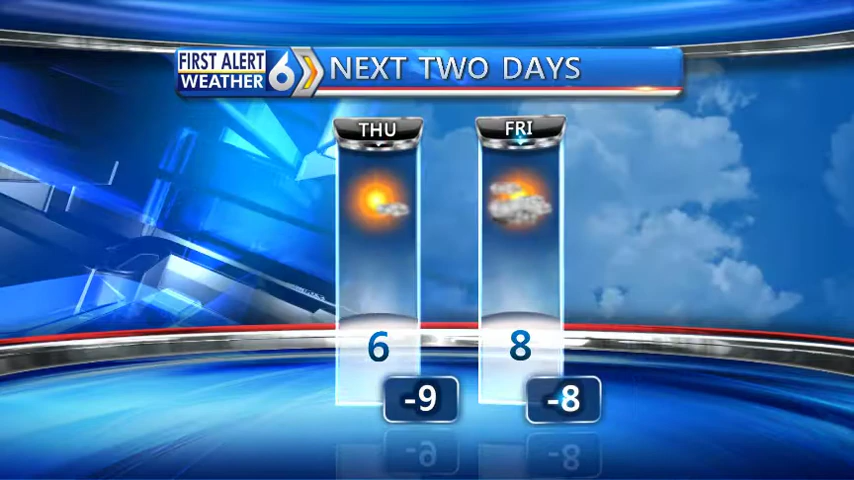 FIRST ALERT
WEATHER 6
NEXT TWO DAYS
THU
FRI
6
8
-9
-8